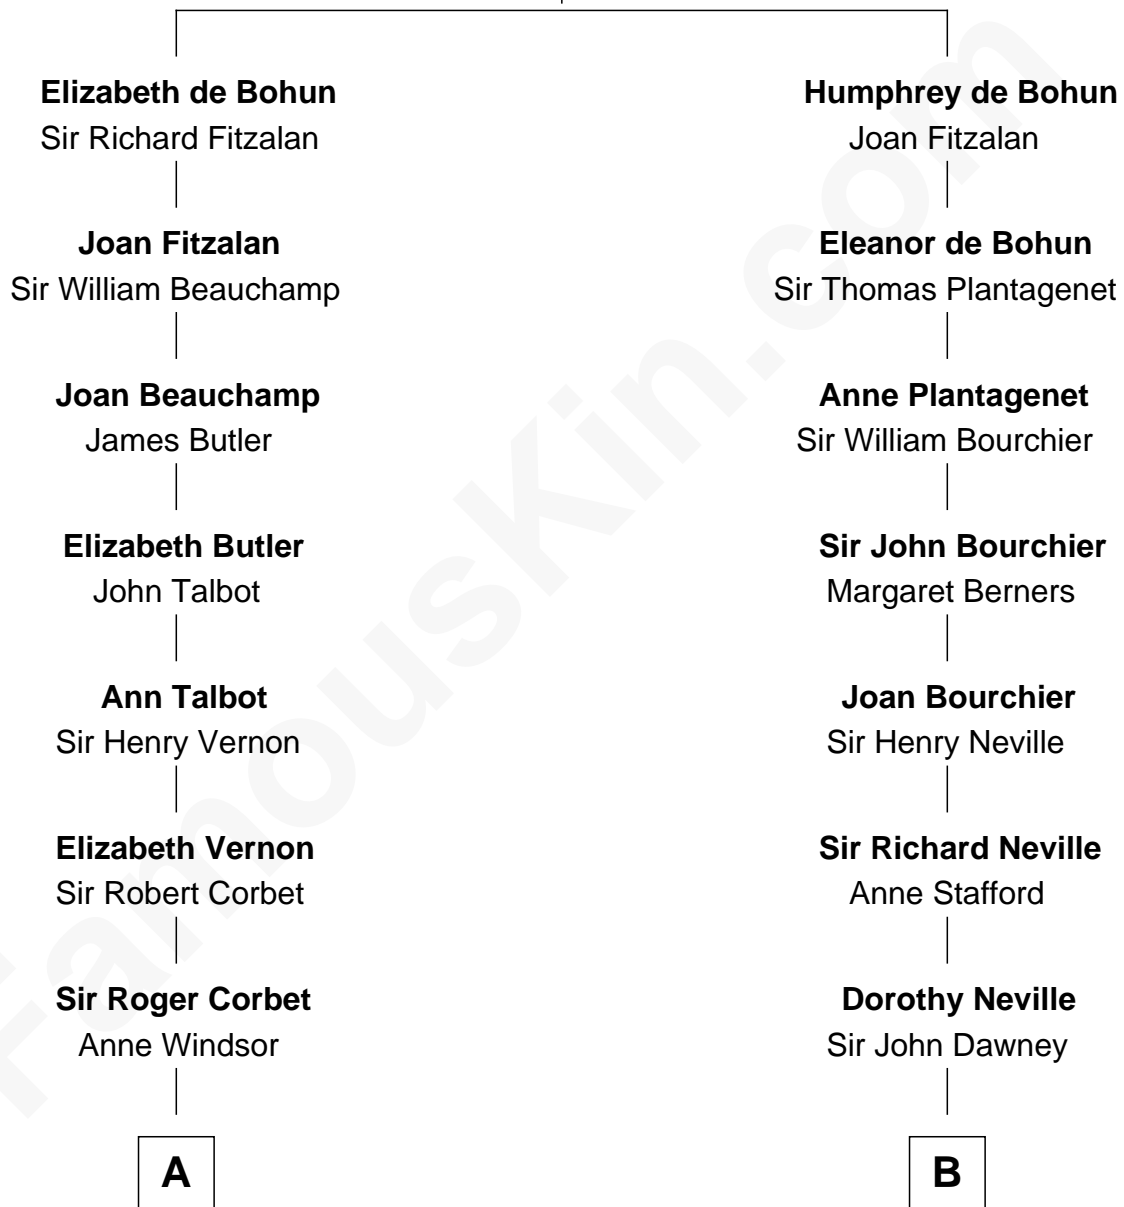 Elizabeth de Bohun
Sir Richard Fitzalan
Joan Fitzalan
Sir William Beauchamp
Joan Beauchamp
James Butler
Elizabeth Butler
John Talbot
Ann Talbot
Sir Henry Vernon
Elizabeth Vernon
Sir Robert Corbet
Sir Roger Corbet
Anne Windsor
A
Humphrey de Bohun
Joan Fitzalan
Eleanor de Bohun
Sir Thomas Plantagenet
Anne Plantagenet
Sir William Bourchier
Sir John Bourchier
Margaret Berners
Joan Bourchier
Sir Henry Neville
Sir Richard Neville
Anne Stafford
Dorothy Neville
Sir John Dawney
B
FamousKin.com